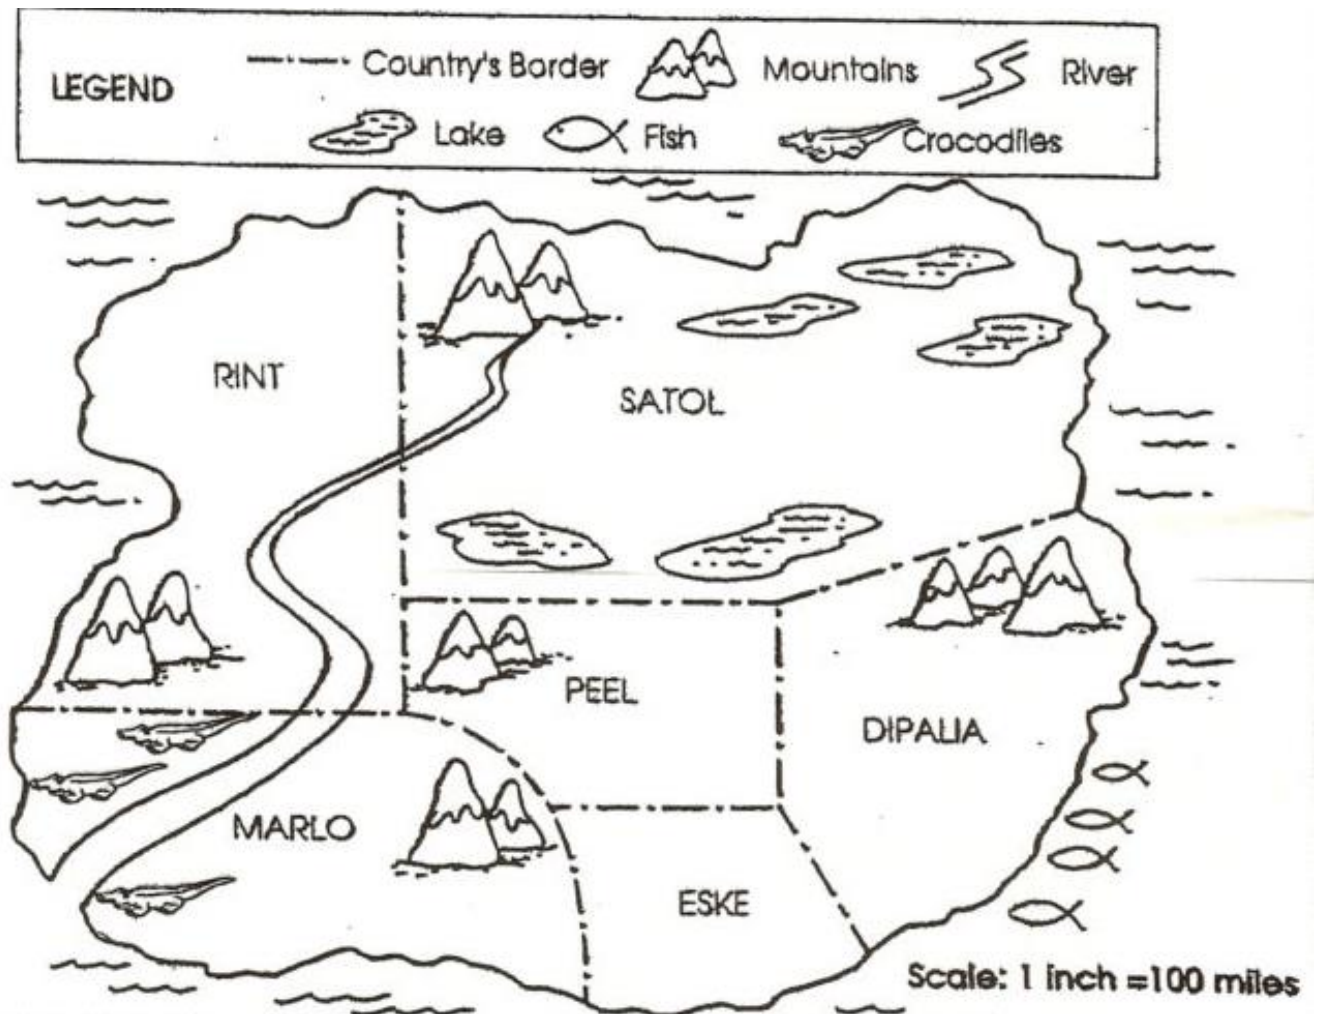 LEGEND Country's Border Mountains River
Lake Fish Crocodiles
RINT
SATOL
PEEL
DIPALIA
MARLO
ESKE
Scale: 1 inch =100 miles